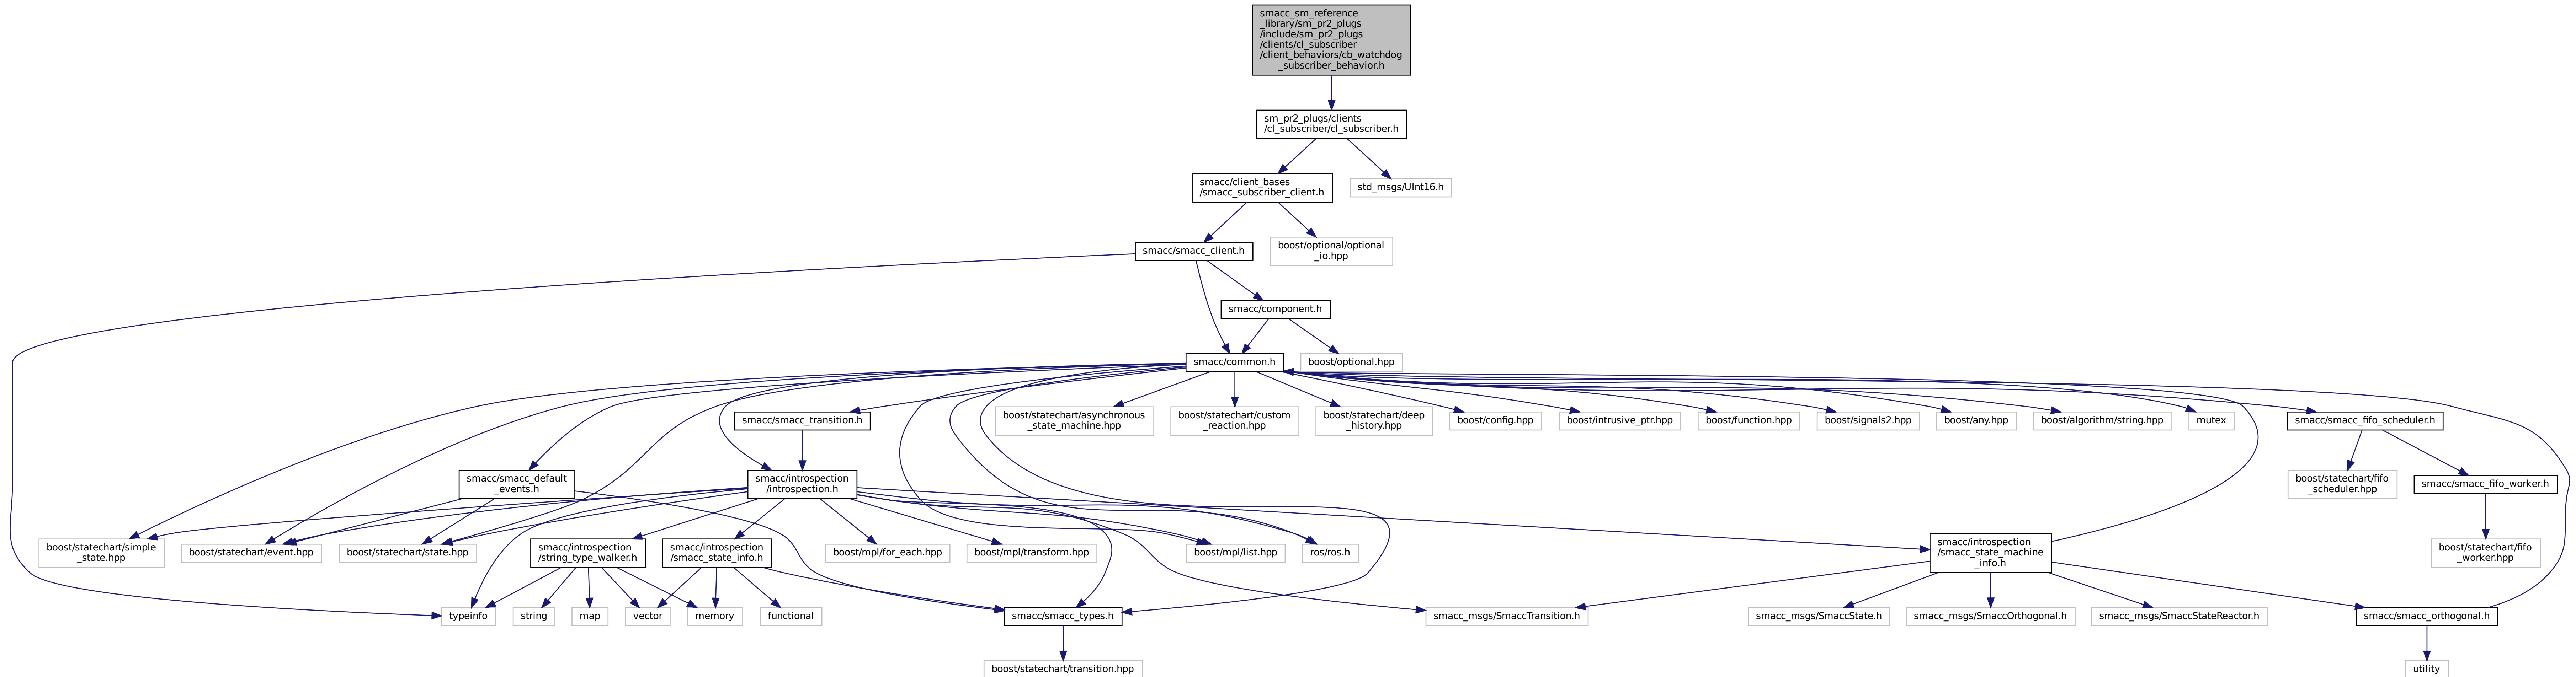 smacc_sm_reference
_library/sm_pr2_plugs
/include/sm_pr2_plugs
/clients/cl_subscriber
/client_behaviors/cb_watchdog
_subscriber_behavior.h
sm_pr2_plugs/clients
/cl_subscriber/cl_subscriber.h
smacc/client_bases
/smacc_subscriber_client.h
std_msgs/UInt16.h
smacc/smacc_client.h
boost/optional/optional
_io.hpp
smacc/component.h
smacc/common.h
boost/optional.hpp
smacc/smacc_transition.h
boost/statechart/asynchronous
_state_machine.hpp
boost/statechart/custom
_reaction.hpp
boost/statechart/deep
_history.hpp
boost/config.hpp
boost/intrusive_ptr.hpp
boost/function.hpp
boost/signals2.hpp
boost/any.hpp
boost/algorithm/string.hpp
mutex
smacc/smacc_fifo_scheduler.h
smacc/smacc_default
_events.h
smacc/introspection
/introspection.h
boost/statechart/fifo
_scheduler.hpp
smacc/smacc_fifo_worker.h
boost/statechart/simple
_state.hpp
boost/statechart/event.hpp
boost/statechart/state.hpp
smacc/introspection
/string_type_walker.h
smacc/introspection
/smacc_state_info.h
boost/mpl/for_each.hpp
boost/mpl/transform.hpp
boost/mpl/list.hpp
ros/ros.h
smacc/introspection
/smacc_state_machine
_info.h
boost/statechart/fifo
_worker.hpp
typeinfo
string
map
vector
memory
functional
smacc/smacc_types.h
smacc_msgs/SmaccTransition.h
smacc_msgs/SmaccState.h
smacc_msgs/SmaccOrthogonal.h
smacc_msgs/SmaccStateReactor.h
smacc/smacc_orthogonal.h
boost/statechart/transition.hpp
utility